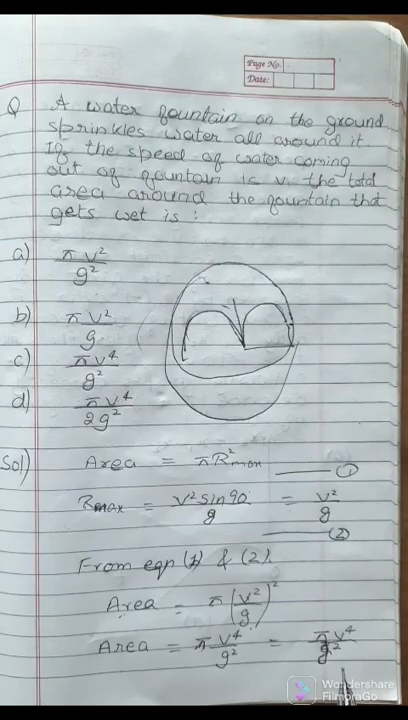 Page No.
Date:
Q A water fountain on the ground
sprinkles water all around it.
If the speed of water coming
out of fountain is v, the total
area around the fountain that
gets wet is :
a) πv²/g²
b) πv²/g
c) πv⁴/g²
d) πv⁴/2g²
Sol) Area = πR²max ——— ①
Rmax = v² sin 90/g = v²/g
——— ②
From eqn (1) & (2).
Area = π(v²/g)²
Area = πv⁴/g² = πv⁴/g²
Wondershare
FilmoraGo